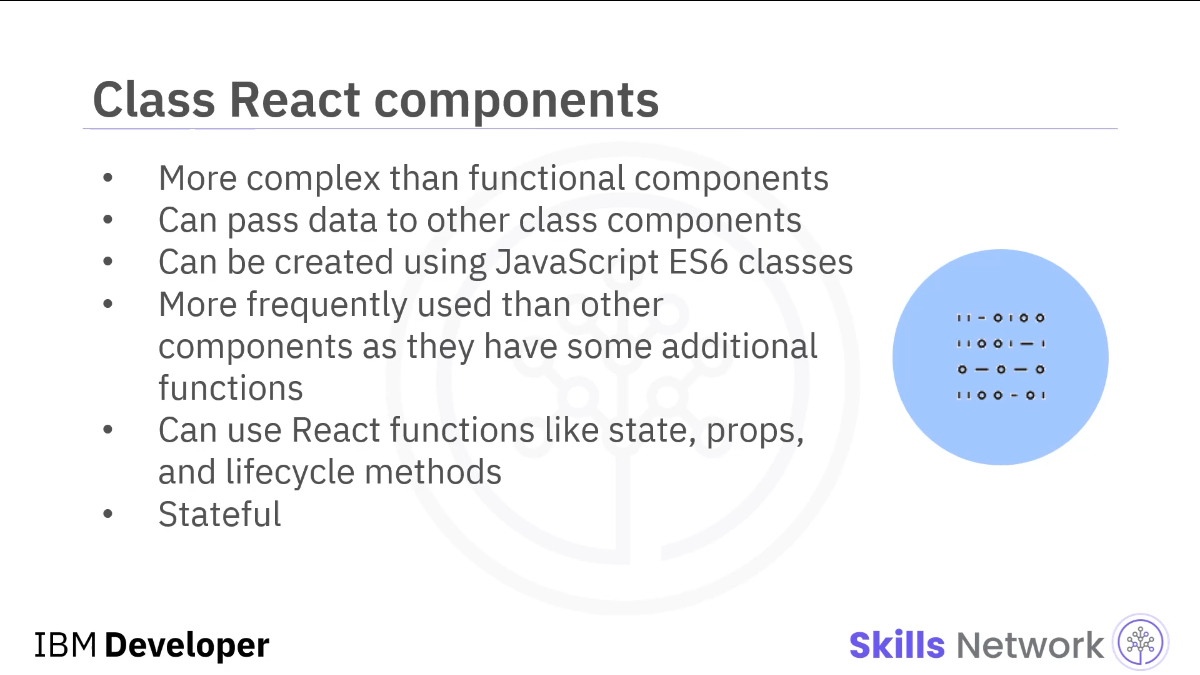 Class React components
• More complex than functional components
• Can pass data to other class components
• Can be created using JavaScript ES6 classes
• More frequently used than other
components as they have some additional
functions
• Can use React functions like state, props,
and lifecycle methods
• Stateful
IBM Developer
Skills Network